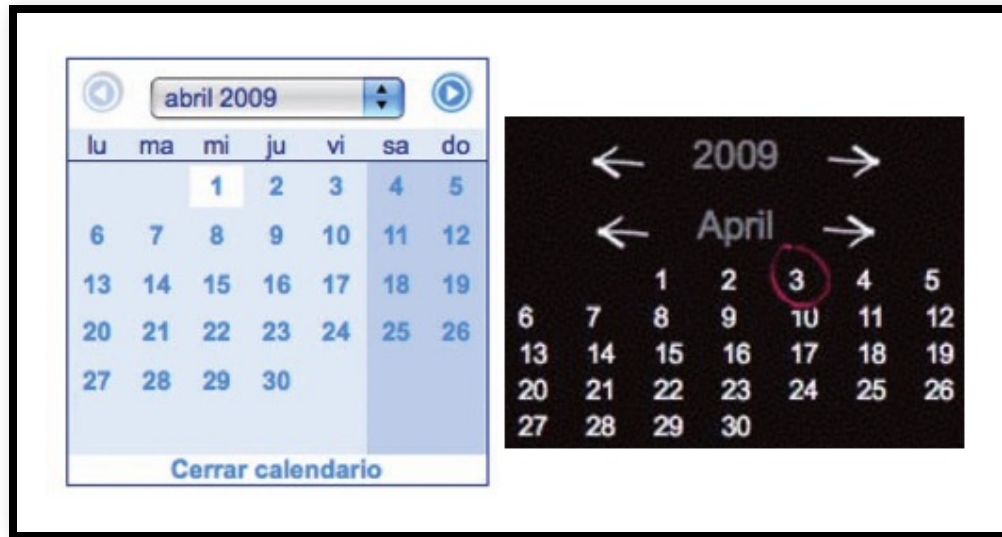 abril 2009
lu ma mi ju vi sa do
1 2 3 4 5
6 7 8 9 10 11 12
13 14 15 16 17 18 19
20 21 22 23 24 25 26
27 28 29 30
Cerrar calendario
2009
April
1 2 3 4 5
6 7 8 9 10 11 12
13 14 15 16 17 18 19
20 21 22 23 24 25 26
27 28 29 30